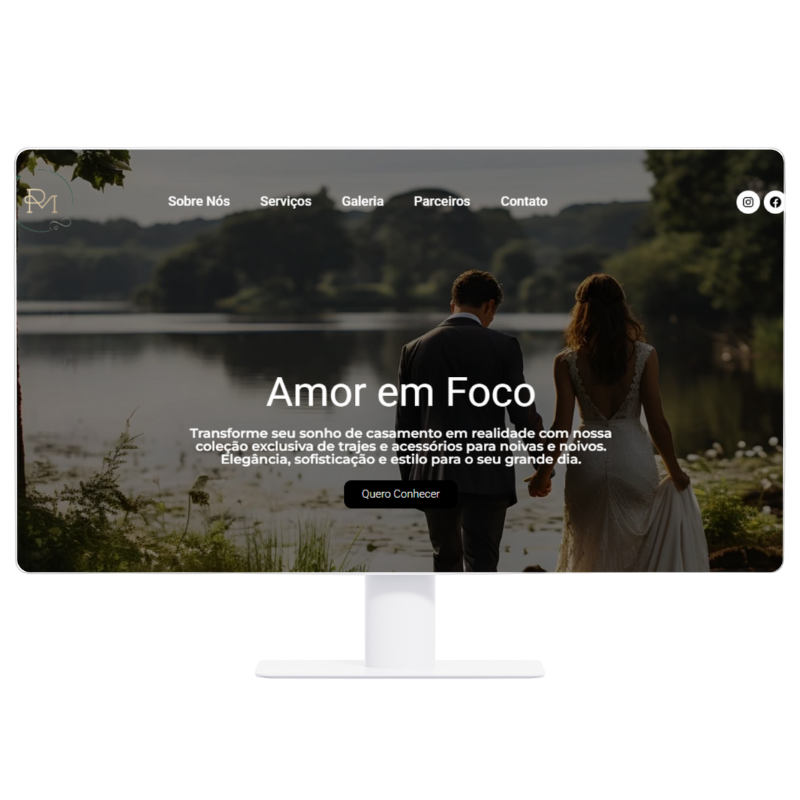 PM
Sobre Nós Serviços Galeria Parceiros Contato
Amor em Foco
Transforme seu sonho de casamento em realidade com nossa
coleção exclusiva de trajes e acessórios para noivas e noivos.
Elegância, sofisticação e estilo para o seu grande dia.
Quero Conhecer